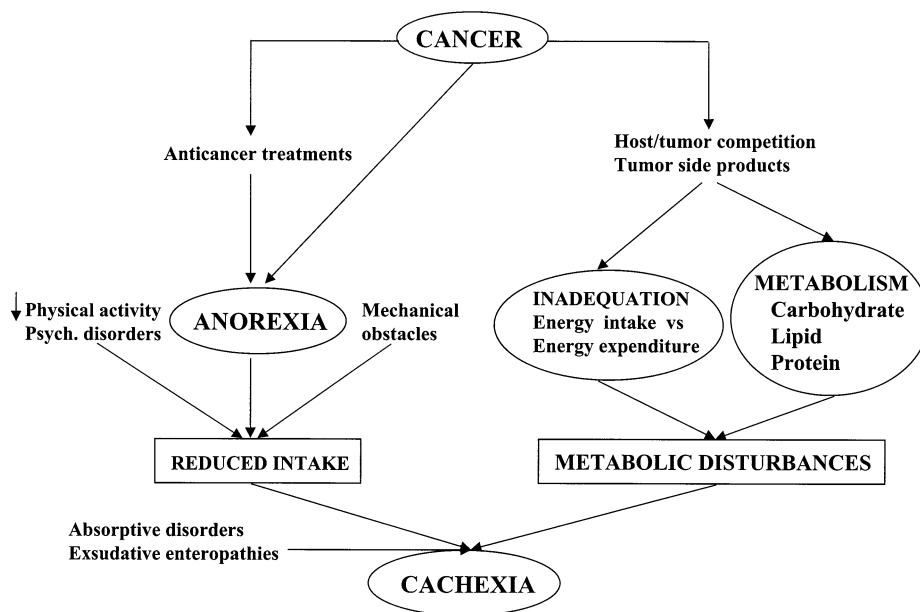 CANCER
Anticancer treatments
Host/tumor competition
Tumor side products
↓ Physical activity
Psych. disorders
ANOREXIA
Mechanical
obstacles
INADEQUATION
Energy intake vs
Energy expenditure
METABOLISM
Carbohydrate
Lipid
Protein
REDUCED INTAKE
METABOLIC DISTURBANCES
Absorptive disorders
Exsudative enteropathies
CACHEXIA